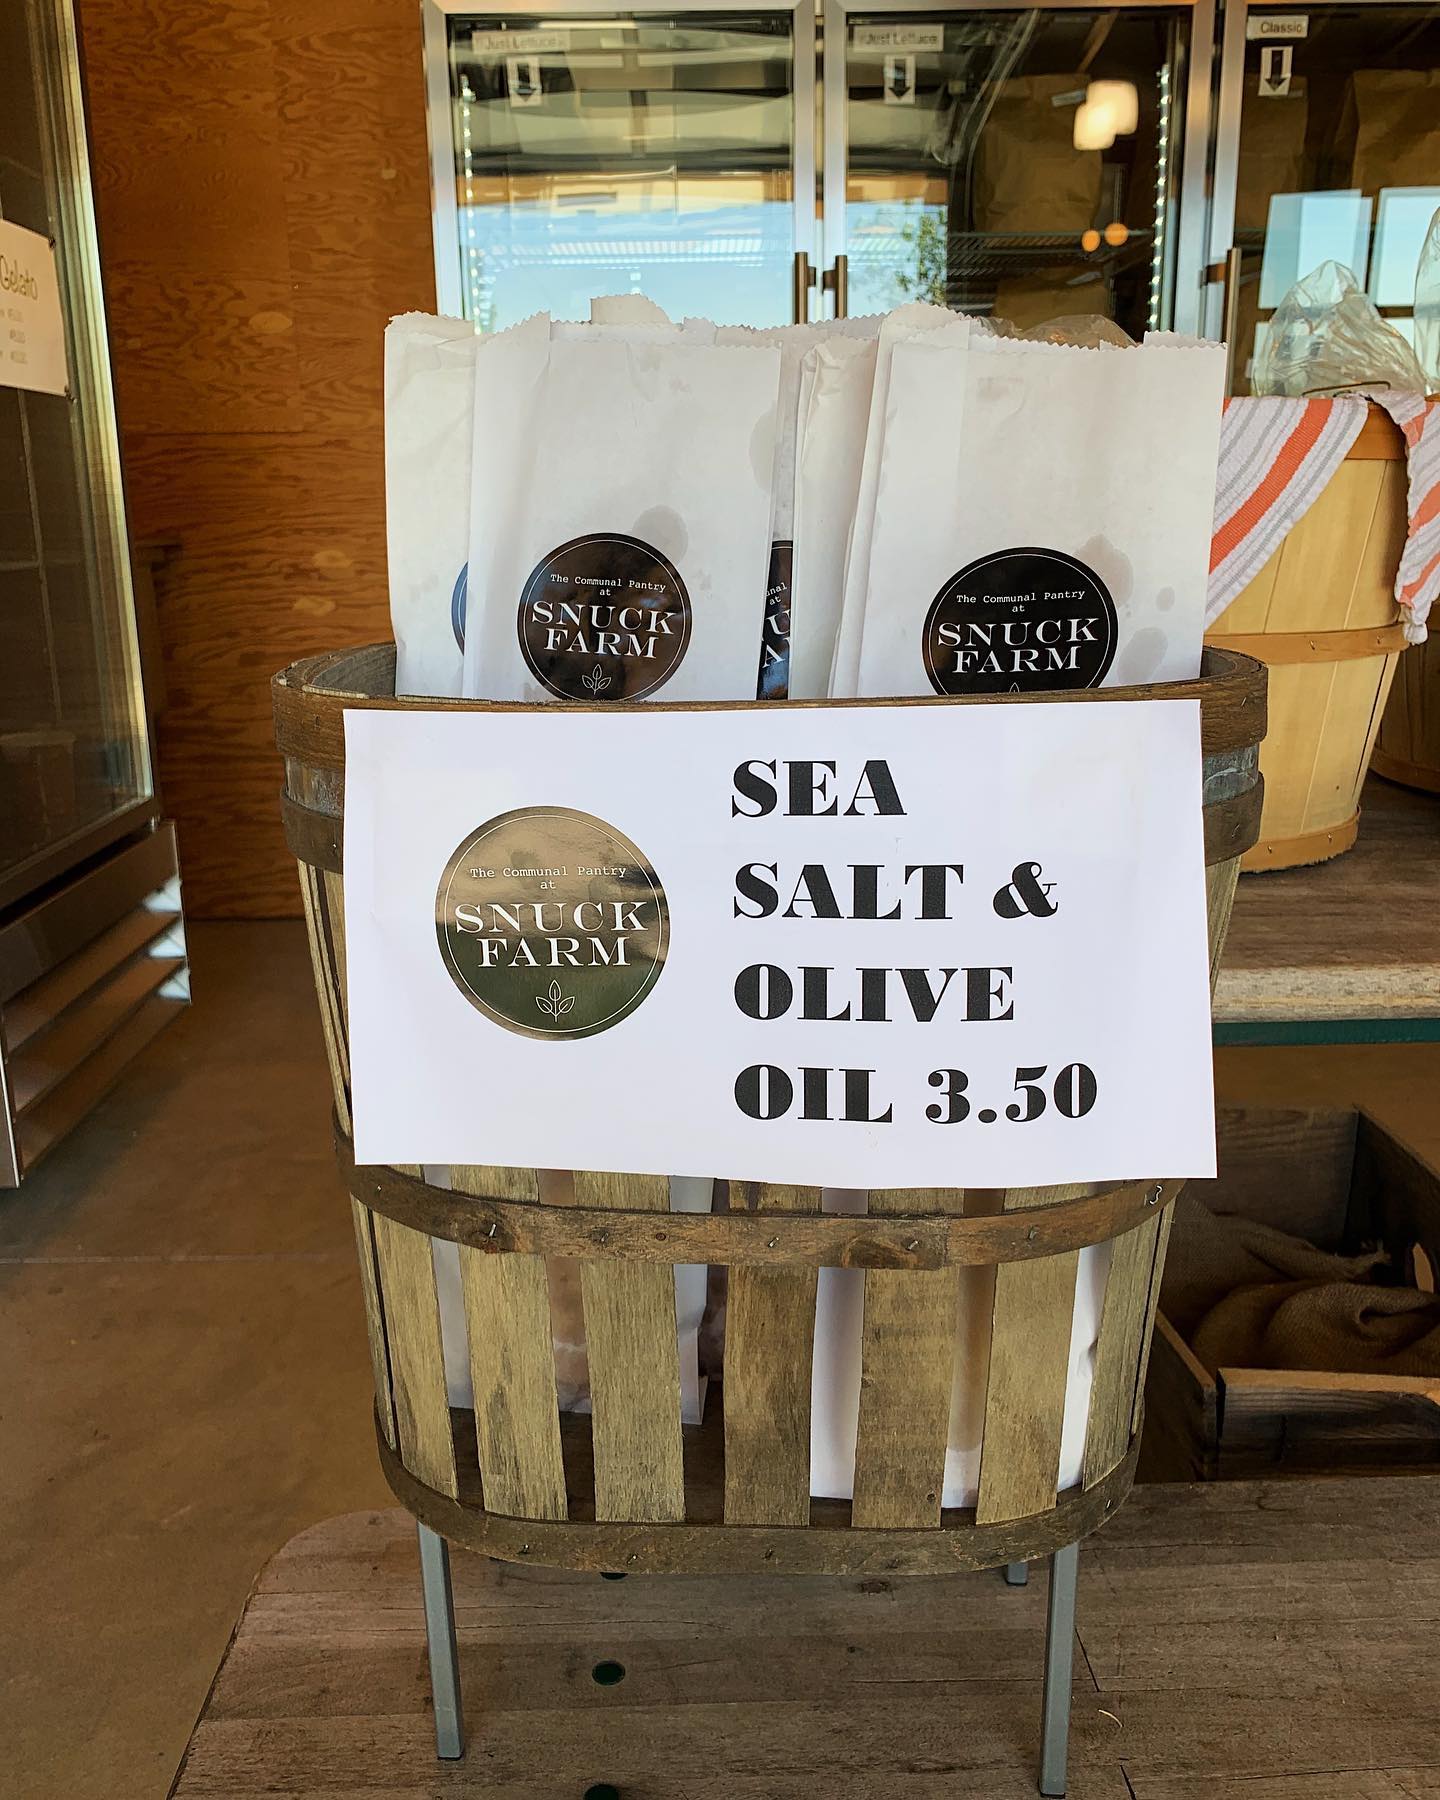 Just Lettuce
Just Lettuce
Classic
Gelato
The Communal Pantry
at
SNUCK
FARM
The Communal Pantry
at
SNUCK
FARM
The Communal Pantry
at
SNUCK
FARM
SEA
SALT &
OLIVE
OIL 3.50